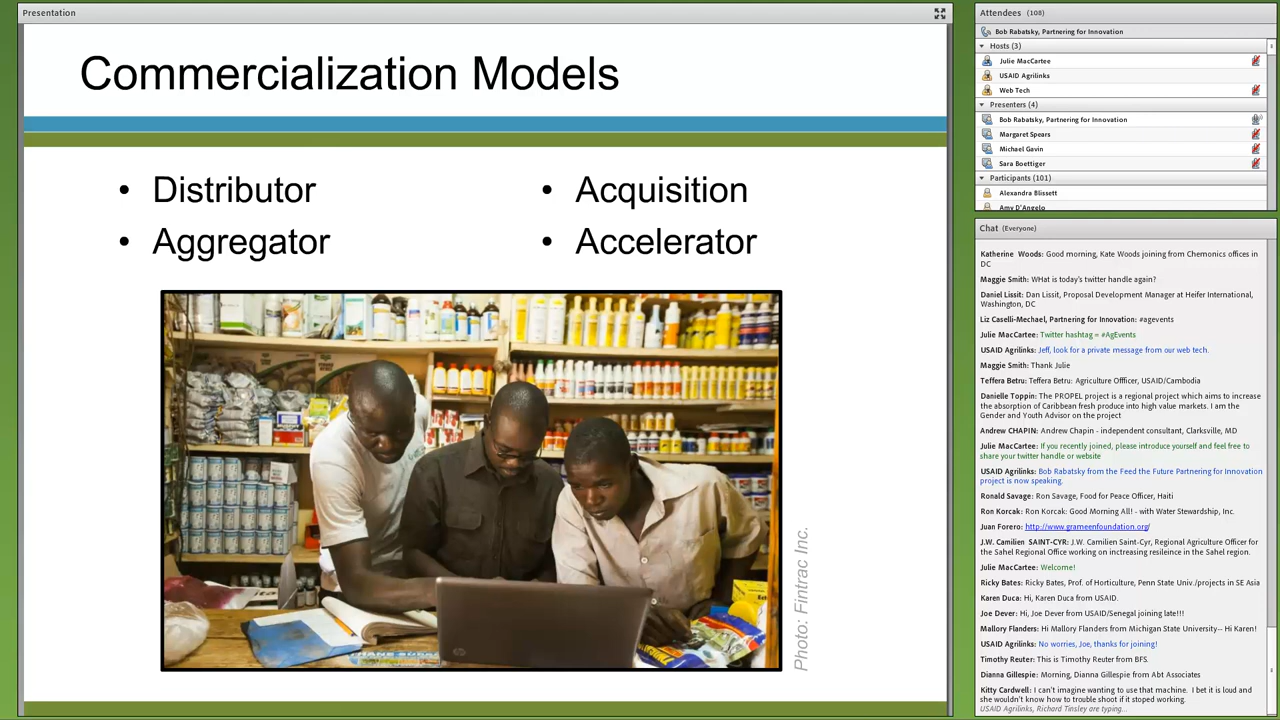 Presentation
Commercialization Models
• Distributor
• Aggregator
• Acquisition
• Accelerator
Photo: Fintrac Inc.
Attendees (108)
Bob Rabatsky, Partnering for Innovation
Hosts (3)
Julie MacCartee
USAID Agrilinks
Web Tech
Presenters (4)
Bob Rabatsky, Partnering for Innovation
Margaret Spears
Michael Gavin
Sara Boettiger
Participants (101)
Alexandra Blissett
Amy D'Angelo
Chat (Everyone)
Katherine Woods: Good morning, Kate Woods joining from Chemonics offices in
DC
Maggie Smith: WHat is today's twitter handle again?
Daniel Lissit: Dan Lissit, Proposal Development Manager at Heifer International,
Washington, DC
Liz Caselli-Mechael, Partnering for Innovation: #agevents
Julie MacCartee: Twitter hashtag = #AgEvents
USAID Agrilinks: Jeff, look for a private message from our web tech.
Maggie Smith: Thank Julie
Teffera Betru: Teffera Betru: Agriculture Offficer, USAID/Cambodia
Danielle Toppin: The PROPEL project is a regional project which aims to increase
the absorption of Caribbean fresh produce into high value markets. I am the
Gender and Youth Advisor on the project
Andrew CHAPIN: Andrew Chapin - independent consultant, Clarksville, MD
Julie MacCartee: If you recently joined, please introduce yourself and feel free to
share your twitter handle or website
USAID Agrilinks: Bob Rabatsky from the Feed the Future Partnering for Innovation
project is now speaking.
Ronald Savage: Ron Savage, Food for Peace Officer, Haiti
Ron Korcak: Ron Korcak: Good Morning All! - with Water Stewardship, Inc.
Juan Forero: http://www.grameenfoundation.org/
J.W. Camilien SAINT-CYR: J.W. Camilien Saint-Cyr, Regional Agriculture Officer for
the Sahel Regional Office working on inctreasing resileince in the Sahel region.
Julie MacCartee: Welcome!
Ricky Bates: Ricky Bates, Prof. of Horticulture, Penn State Univ./projects in SE Asia
Karen Duca: Hi, Karen Duca from USAID.
Joe Dever: Hi, Joe Dever from USAID/Senegal joining late!!!
Mallory Flanders: Hi Mallory Flanders from Michigan State University-- Hi Karen!
USAID Agrilinks: No worries, Joe, thanks for joining!
Timothy Reuter: This is Timothy Reuter from BFS.
Dianna Gillespie: Morning, Dianna Gillespie from Abt Associates
Kitty Cardwell: I can't imagine wanting to use that machine. I bet it is loud and
she wouldn't know how to trouble shoot if it stoped working.
USAID Agrilinks, Richard Tinsley are typing...